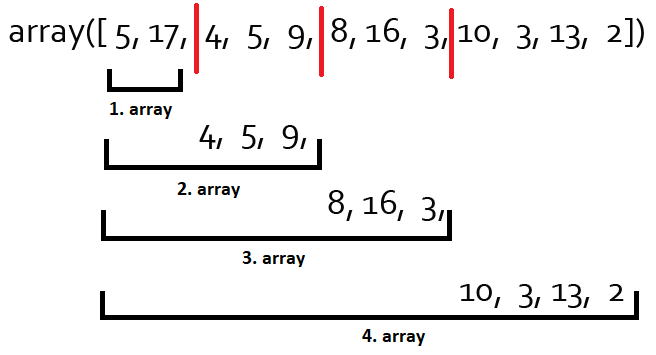 array([ 5, 17, 4, 5, 9, 8, 16, 3, 10, 3, 13, 2])
1. array
4, 5, 9,
2. array
8, 16, 3,
3. array
10, 3, 13, 2
4. array